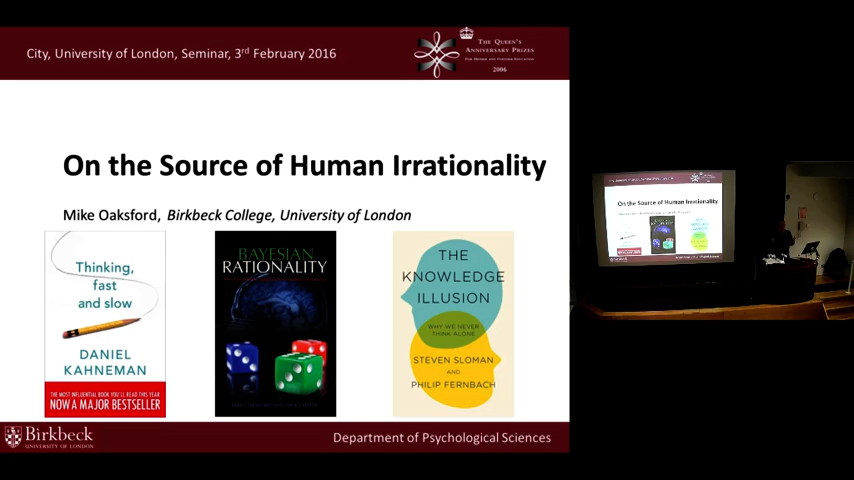 City, University of London, Seminar, 3rd February 2016
THE QUEEN'S
ANNIVERSARY PRIZES
FOR HIGHER AND FURTHER EDUCATION
2006
On the Source of Human Irrationality
Mike Oaksford, Birkbeck College, University of London
Thinking,
fast
and slow
DANIEL
KAHNEMAN
THE MOST INFLUENTIAL BOOK YOU'LL READ THIS YEAR
NOW A MAJOR BESTSELLER
BAYESIAN
RATIONALITY
THE
KNOWLEDGE
ILLUSION
WHY WE NEVER
THINK ALONE
STEVEN SLOMAN
AND
PHILIP FERNBACH
Birkbeck
UNIVERSITY OF LONDON
Department of Psychological Sciences
On the Source of Human Irrationality